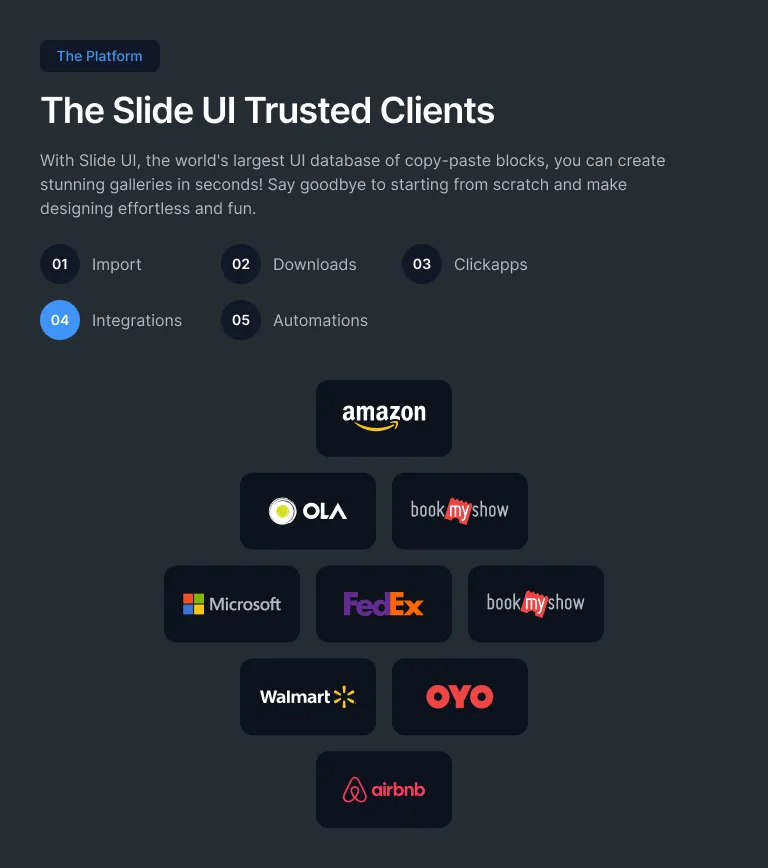 The Platform
The Slide UI Trusted Clients
With Slide UI, the world's largest UI database of copy-paste blocks, you can create
stunning galleries in seconds! Say goodbye to starting from scratch and make
designing effortless and fun.
01 Import 02 Downloads 03 Clickapps
04 Integrations 05 Automations
amazon
OLA bookmyshow
Microsoft FedEx bookmyshow
Walmart OYO
airbnb